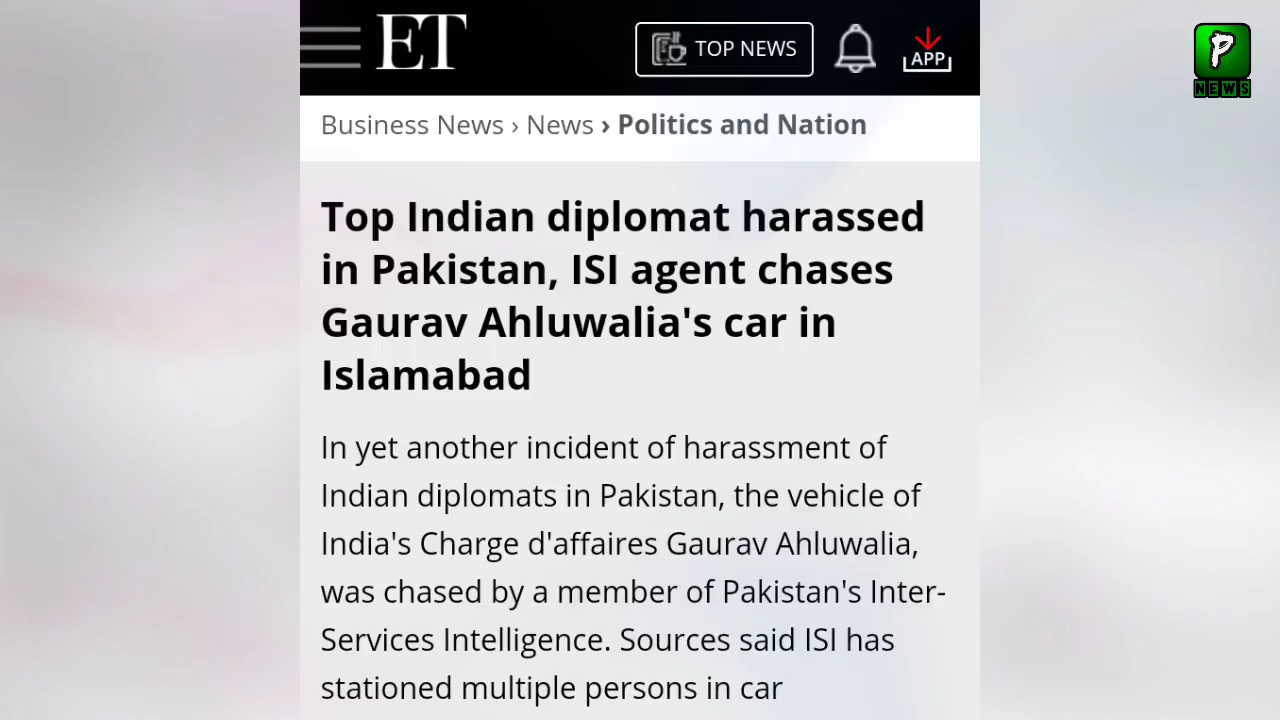 ET
TOP NEWS
APP
P
NEWS
Business News › News › Politics and Nation
Top Indian diplomat harassed
in Pakistan, ISI agent chases
Gaurav Ahluwalia's car in
Islamabad
In yet another incident of harassment of
Indian diplomats in Pakistan, the vehicle of
India's Charge d'affaires Gaurav Ahluwalia,
was chased by a member of Pakistan's Inter-
Services Intelligence. Sources said ISI has
stationed multiple persons in car